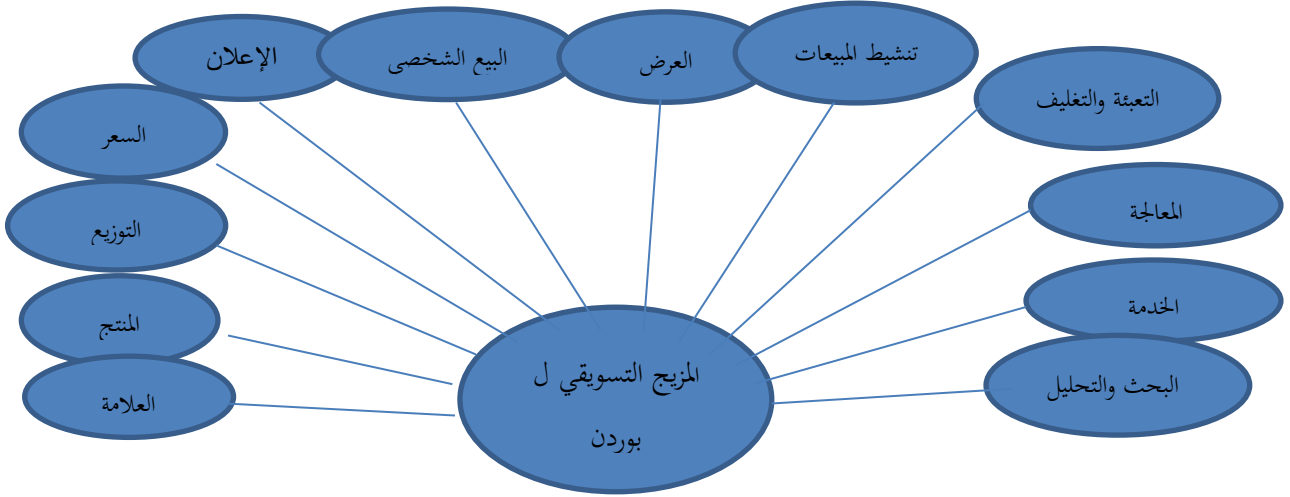 تنشيط المبيعات
العرض
البيع الشخصى
الإعلان
التعبئة والتغليف
السعر
المعالجة
التوزيع
الخدمة
المنتج
البحث والتحليل
العلامة
المزيج التسويقي ل
بوردن